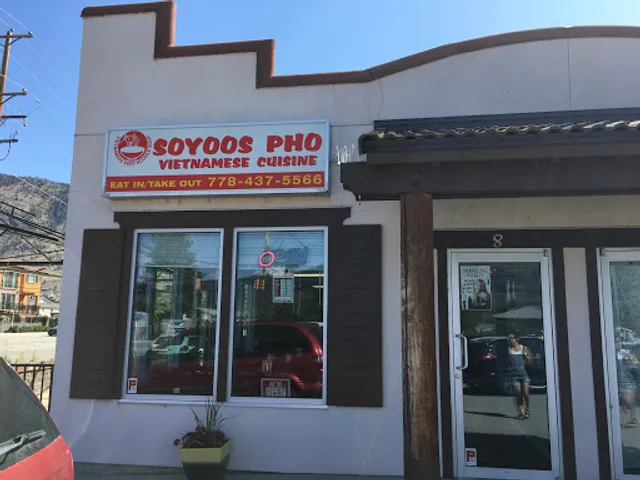 SOYOOS PHO
VIETNAMESE CUISINE
EAT IN/TAKE OUT 778-437-5566
8
P
P